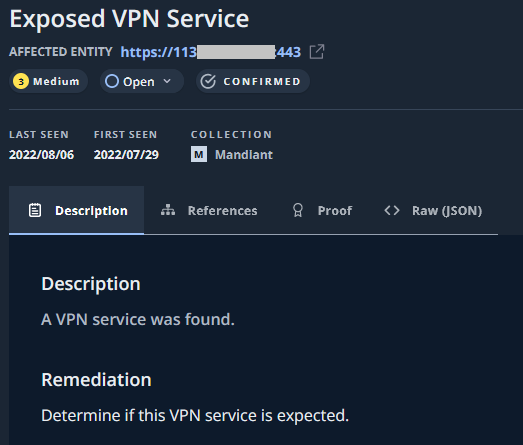 Exposed VPN Service
AFFECTED ENTITY https://113 :443
3 Medium Open CONFIRMED
LAST SEEN FIRST SEEN COLLECTION
2022/08/06 2022/07/29 M Mandiant
Description References Proof <> Raw (JSON)
Description
A VPN service was found.
Remediation
Determine if this VPN service is expected.